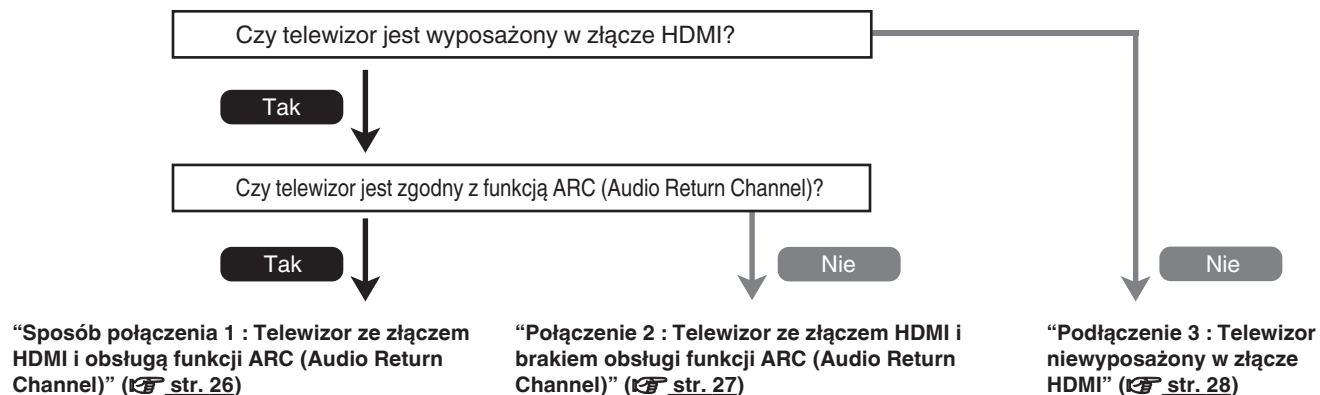 Czy telewizor jest wyposażony w złącze HDMI?
Tak
Czy telewizor jest zgodny z funkcją ARC (Audio Return Channel)?
Tak
Nie
Nie
“Sposób połączenia 1 : Telewizor ze złączem
HDMI i obsługą funkcji ARC (Audio Return
Channel)” (☞ str. 26)
“Połączenie 2 : Telewizor ze złączem HDMI i
brakiem obsługi funkcji ARC (Audio Return
Channel)” (☞ str. 27)
“Podłączenie 3 : Telewizor
niewyposażony w złącze
HDMI” (☞ str. 28)